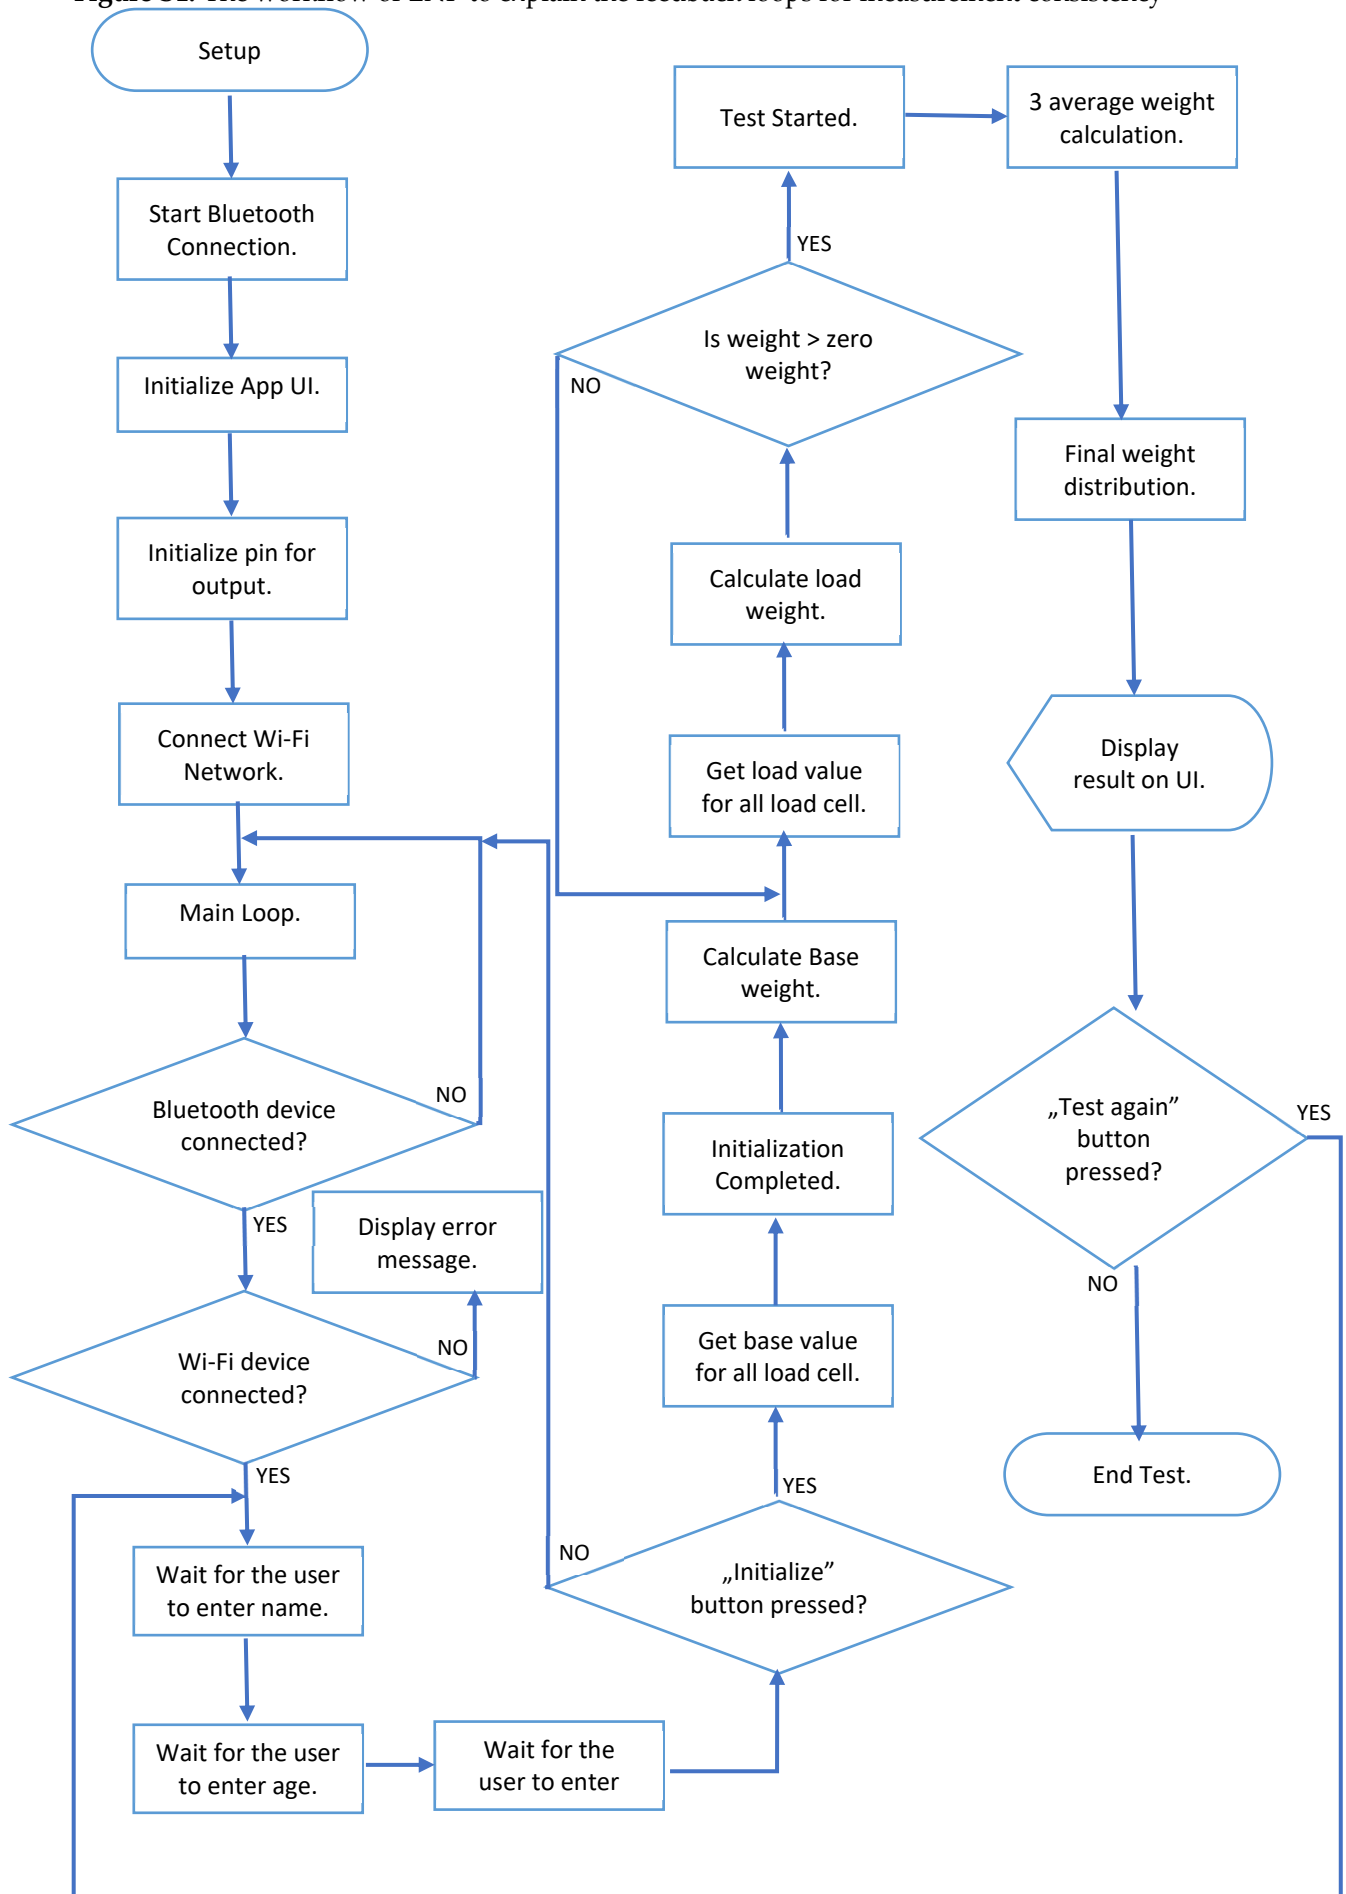 Setup
Start Bluetooth
Connection.
Initialize App UI.
Initialize pin for
output.
Connect Wi-Fi
Network.
Main Loop.
Bluetooth device
connected?
NO
YES
Display error
message.
Wi-Fi device
connected?
NO
YES
Wait for the user
to enter name.
Wait for the user
to enter age.
Wait for the
user to enter
„Initialize”
button pressed?
NO
YES
Get base value
for all load cell.
Initialization
Completed.
Calculate Base
weight.
Get load value
for all load cell.
Calculate load
weight.
Is weight > zero
weight?
NO
YES
Test Started.
3 average weight
calculation.
Final weight
distribution.
Display
result on UI.
„Test again”
button
pressed?
YES
NO
End Test.